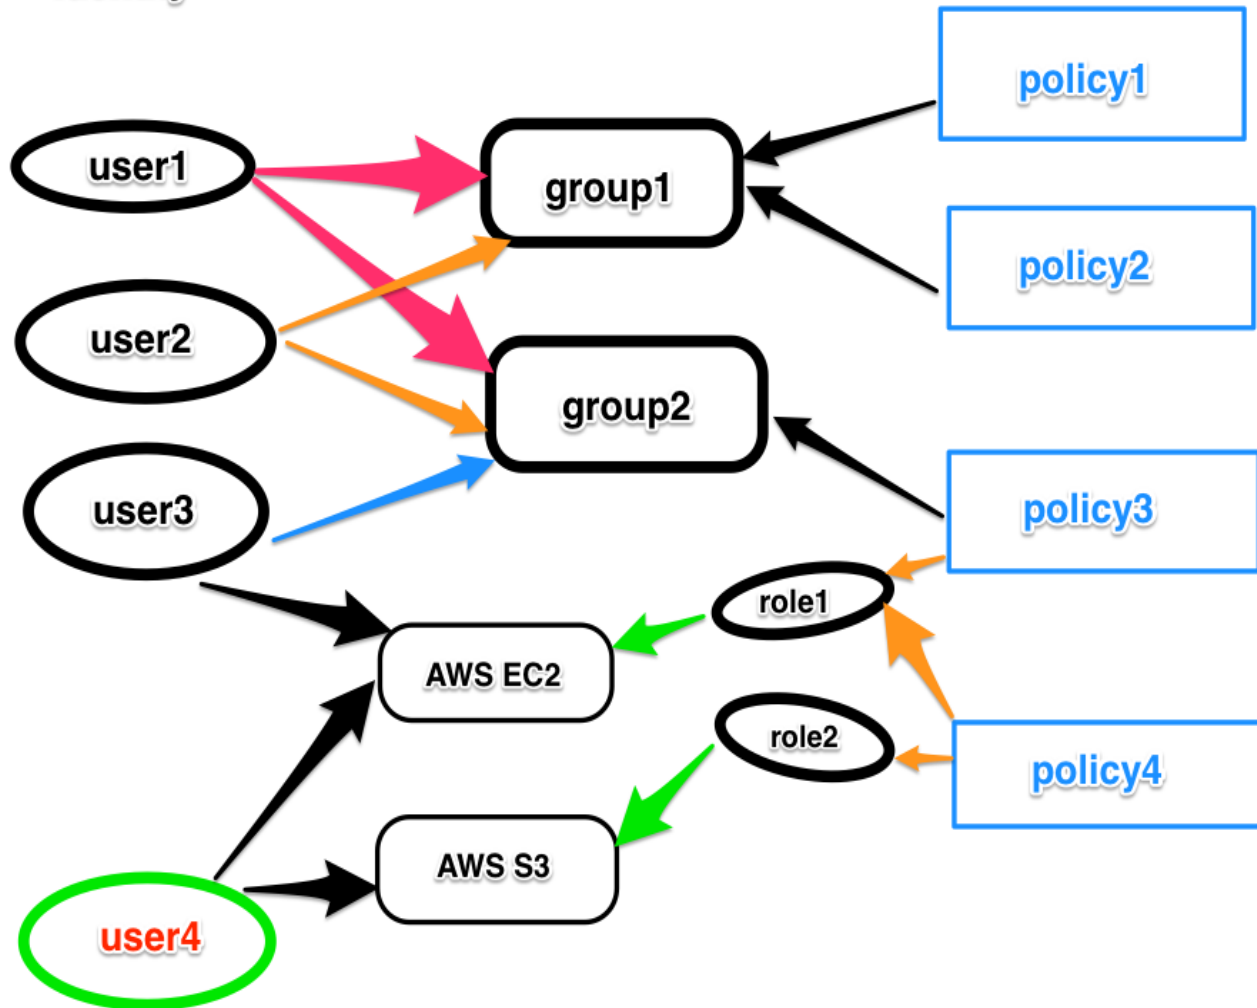 policy1
user1
group1
policy2
user2
group2
user3
policy3
role1
AWS EC2
role2
policy4
AWS S3
user4